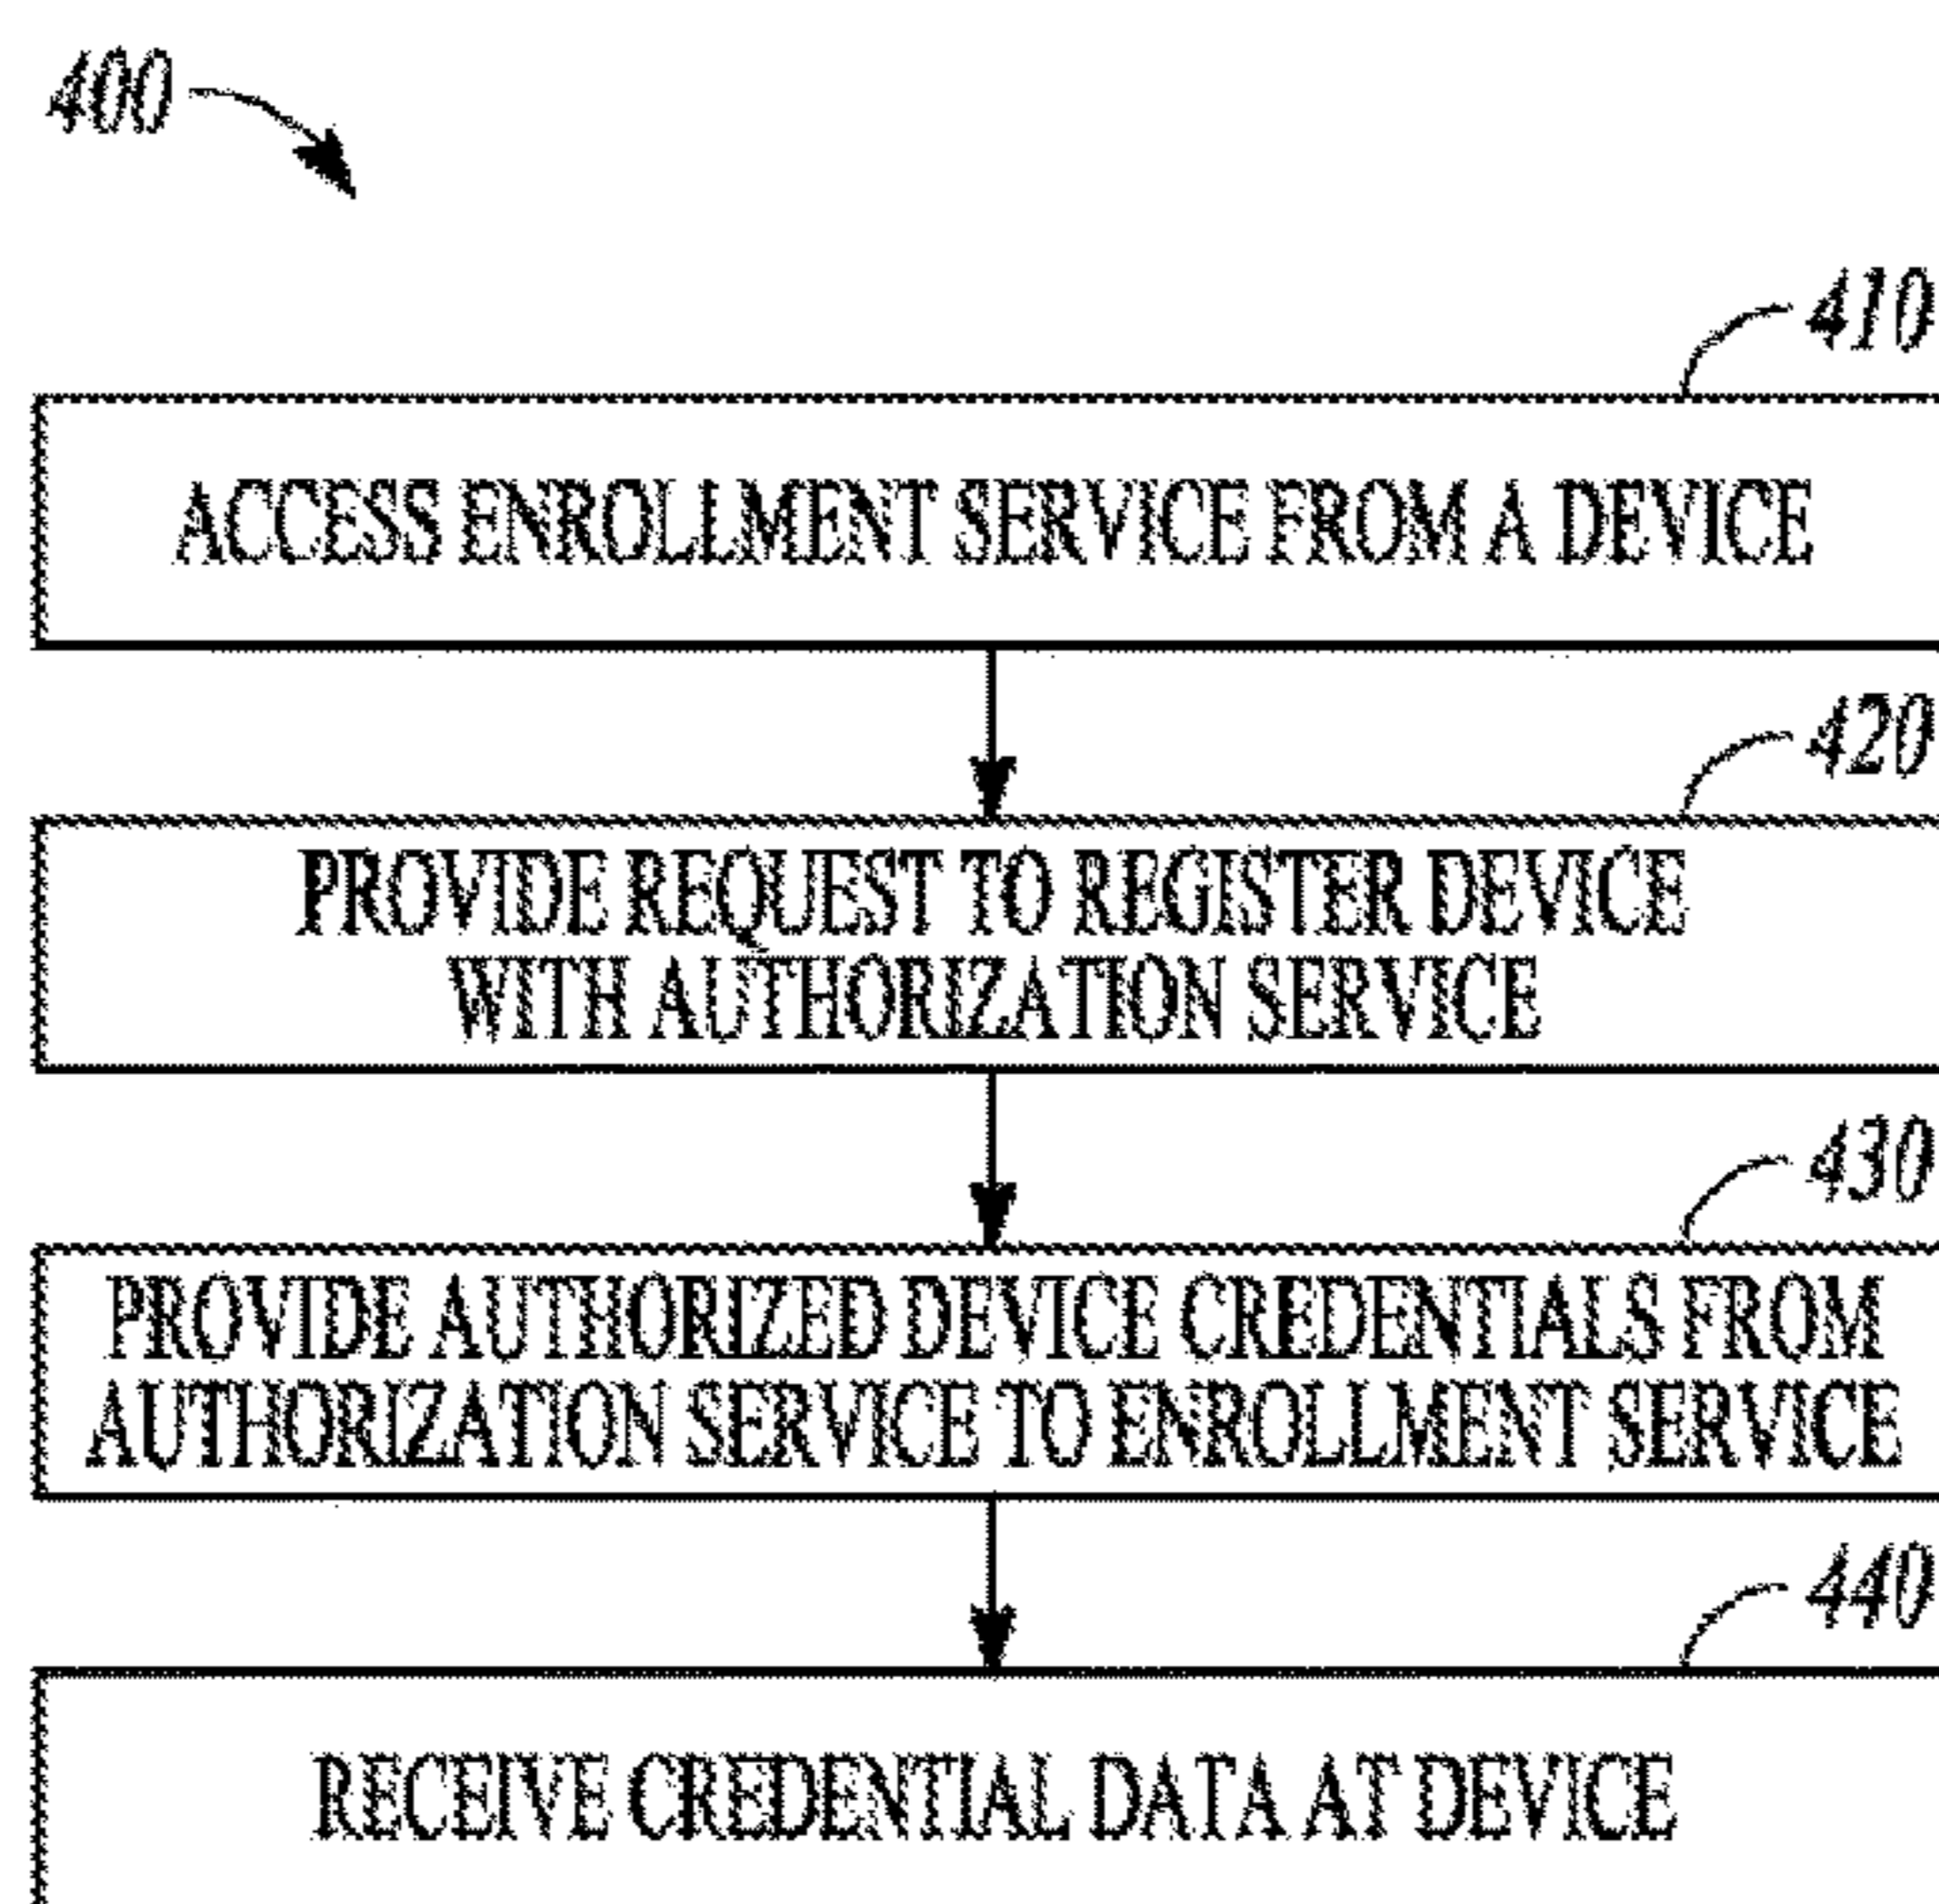 400
410
ACCESS ENROLLMENT SERVICE FROM A DEVICE
420
PROVIDE REQUEST TO REGISTER DEVICE
WITH AUTHORIZATION SERVICE
430
PROVIDE AUTHORIZED DEVICE CREDENTIALS FROM
AUTHORIZATION SERVICE TO ENROLLMENT SERVICE
440
RECEIVE CREDENTIAL DATA AT DEVICE